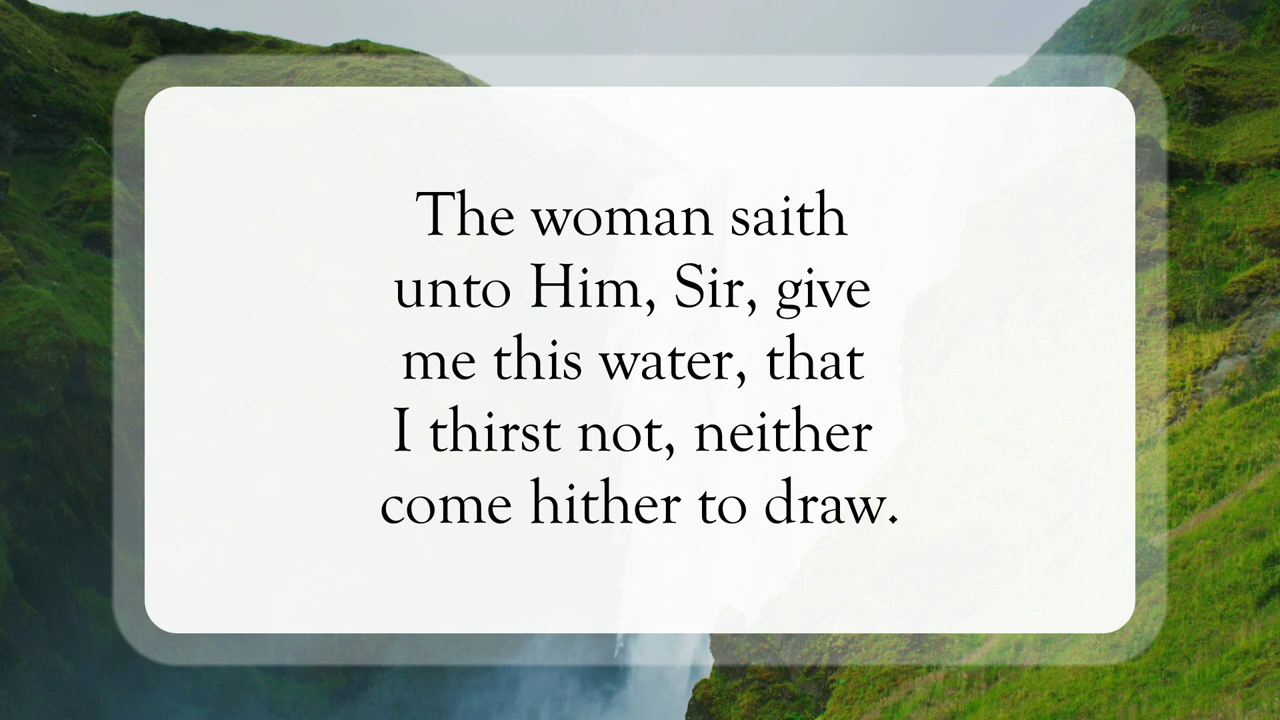 The woman saith
unto Him, Sir, give
me this water, that
I thirst not, neither
come hither to draw.